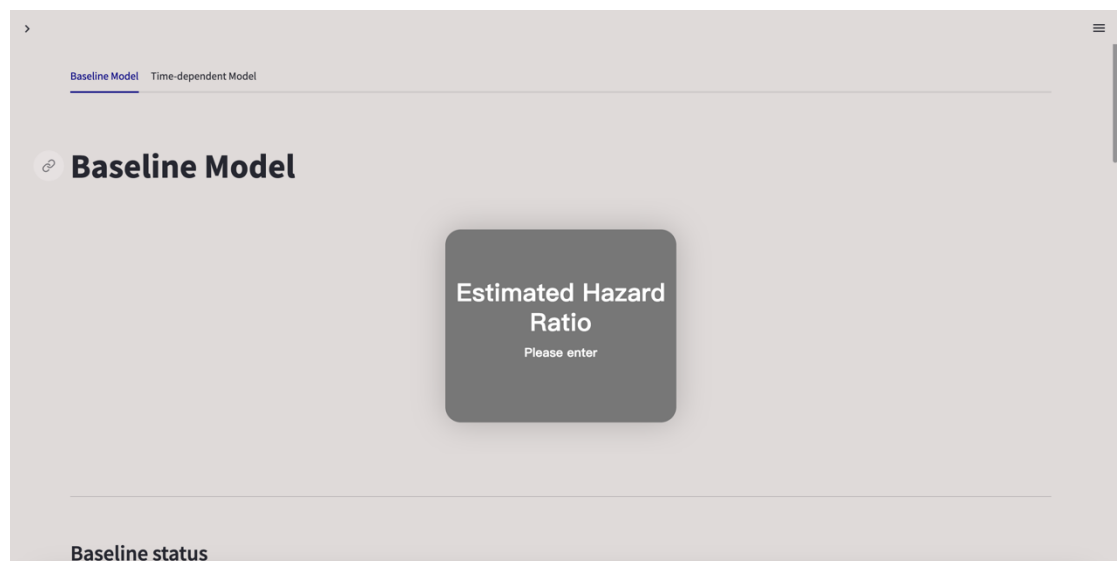 Baseline Model Time-dependent Model
Baseline Model
Estimated Hazard
Ratio
Please enter
Baseline status